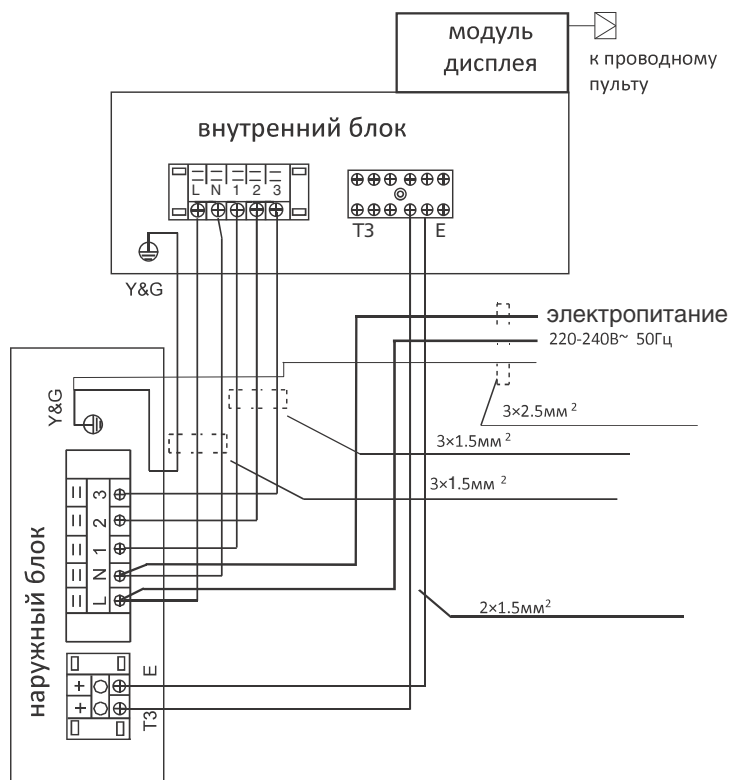 модуль
дисплея
к проводному
пульту
внутренний блок
L N 1 2 3
T3 E
Y&G
электропитание
220-240В~ 50Гц
Y&G
3×2.5мм²
3×1.5мм²
3×1.5мм²
наружный блок
3
2
1
N
L
2×1.5мм²
E
T3